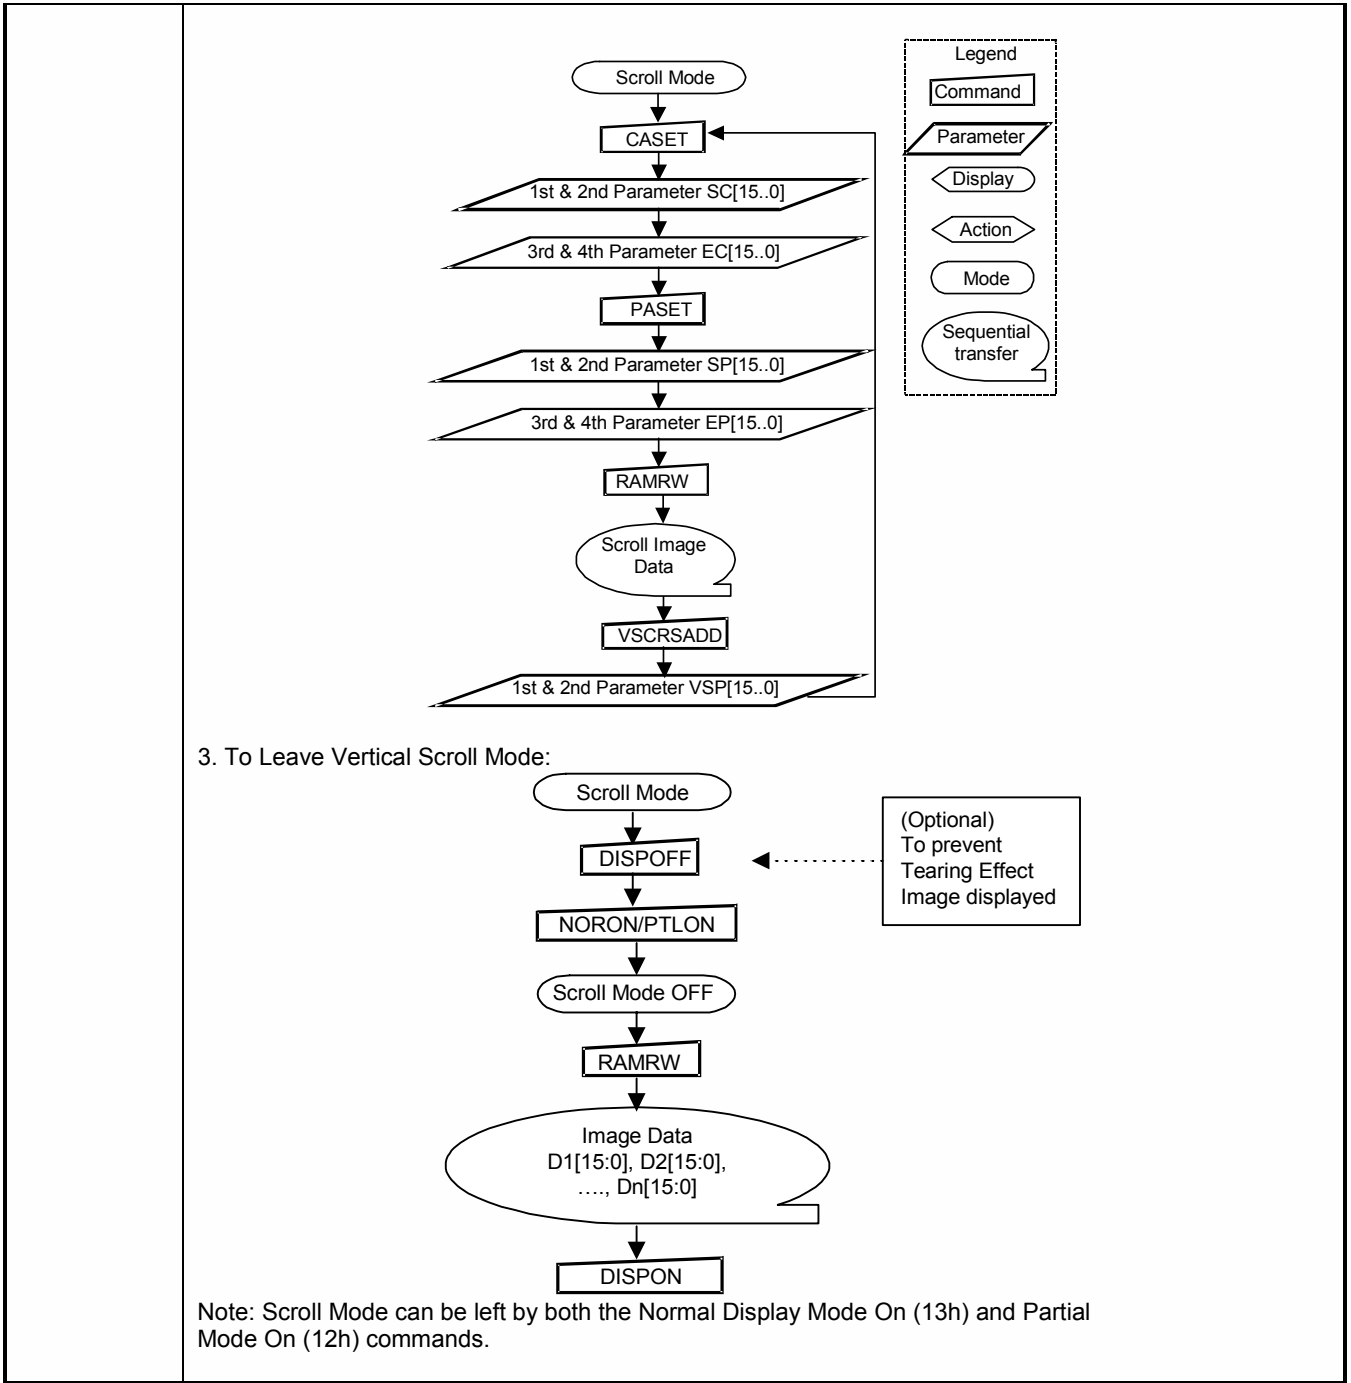 Scroll Mode
CASET
1st & 2nd Parameter SC[15..0]
3rd & 4th Parameter EC[15..0]
PASET
1st & 2nd Parameter SP[15..0]
3rd & 4th Parameter EP[15..0]
RAMRW
Scroll Image
Data
VSCRSADD
1st & 2nd Parameter VSP[15..0]
Legend
Command
Parameter
Display
Action
Mode
Sequential
transfer
3. To Leave Vertical Scroll Mode:
Scroll Mode
DISPOFF
NORON/PTLON
Scroll Mode OFF
RAMRW
Image Data
D1[15:0], D2[15:0],
...., Dn[15:0]
DISPON
(Optional)
To prevent
Tearing Effect
Image displayed
Note: Scroll Mode can be left by both the Normal Display Mode On (13h) and Partial
Mode On (12h) commands.